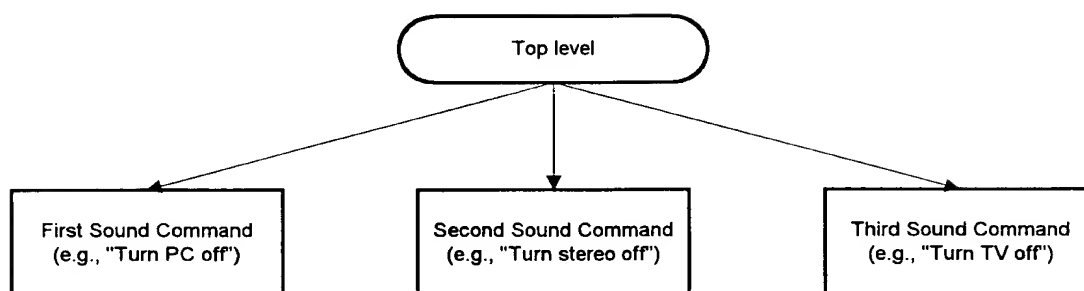 Top level
First Sound Command
(e.g., "Turn PC off")
Second Sound Command
(e.g., "Turn stereo off")
Third Sound Command
(e.g., "Turn TV off")